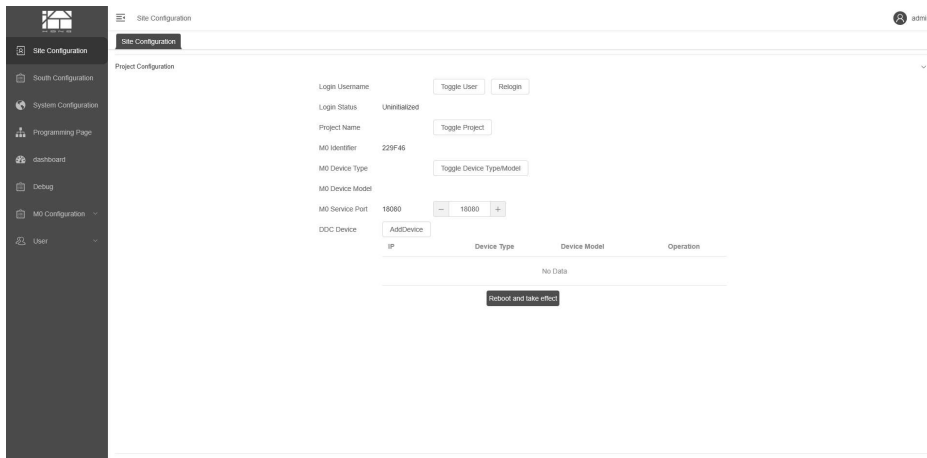 Site Configuration
admi
Site Configuration
Site Configuration
South Configuration
System Configuration
Programming Page
dashboard
Debug
M0 Configuration
User
Project Configuration
Login Username Toggle User Relogin
Login Status Uninitialized
Project Name Toggle Project
M0 Identifier 229F46
M0 Device Type Toggle Device Type/Model
M0 Device Model
M0 Service Port 18080 − 18080 +
DDC Device AddDevice
IP Device Type Device Model Operation
No Data
Reboot and take effect